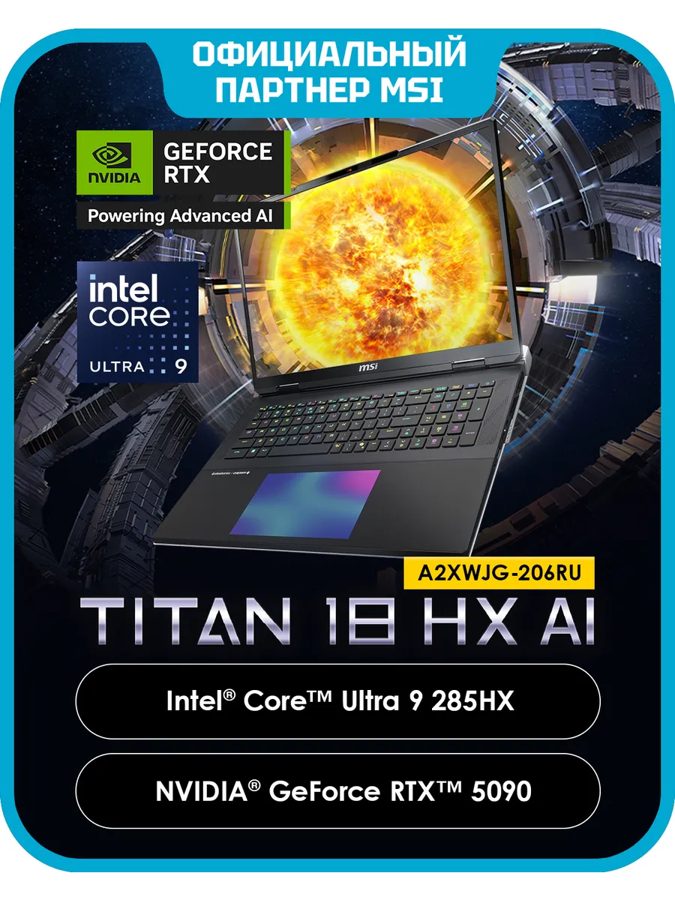 ОФИЦИАЛЬНЫЙ
ПАРТНЕР MSI
NVIDIA
GEFORCE
RTX
Powering Advanced AI
intel
CORE
ULTRA 9
msi
A2XWJG-206RU
TITAN 18 HX AI
Intel® Core™ Ultra 9 285HX
NVIDIA® GeForce RTX™ 5090